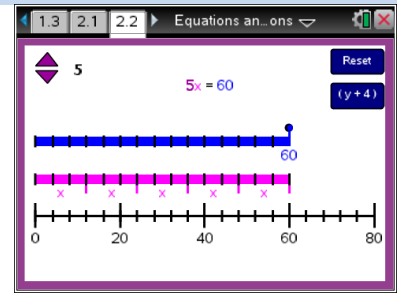 1.3 2.1 2.2 Equations an...ons
5
Reset
5x = 60
(y+4)
60
x x x x x
0 20 40 60 80